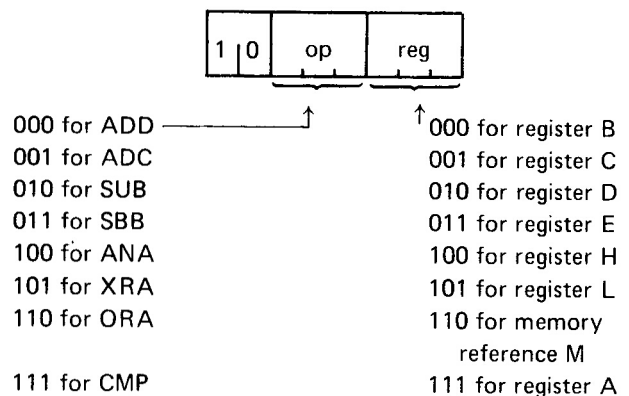 1 0 op reg
000 for ADD
001 for ADC
010 for SUB
011 for SBB
100 for ANA
101 for XRA
110 for ORA
111 for CMP
000 for register B
001 for register C
010 for register D
011 for register E
100 for register H
101 for register L
110 for memory
reference M
111 for register A